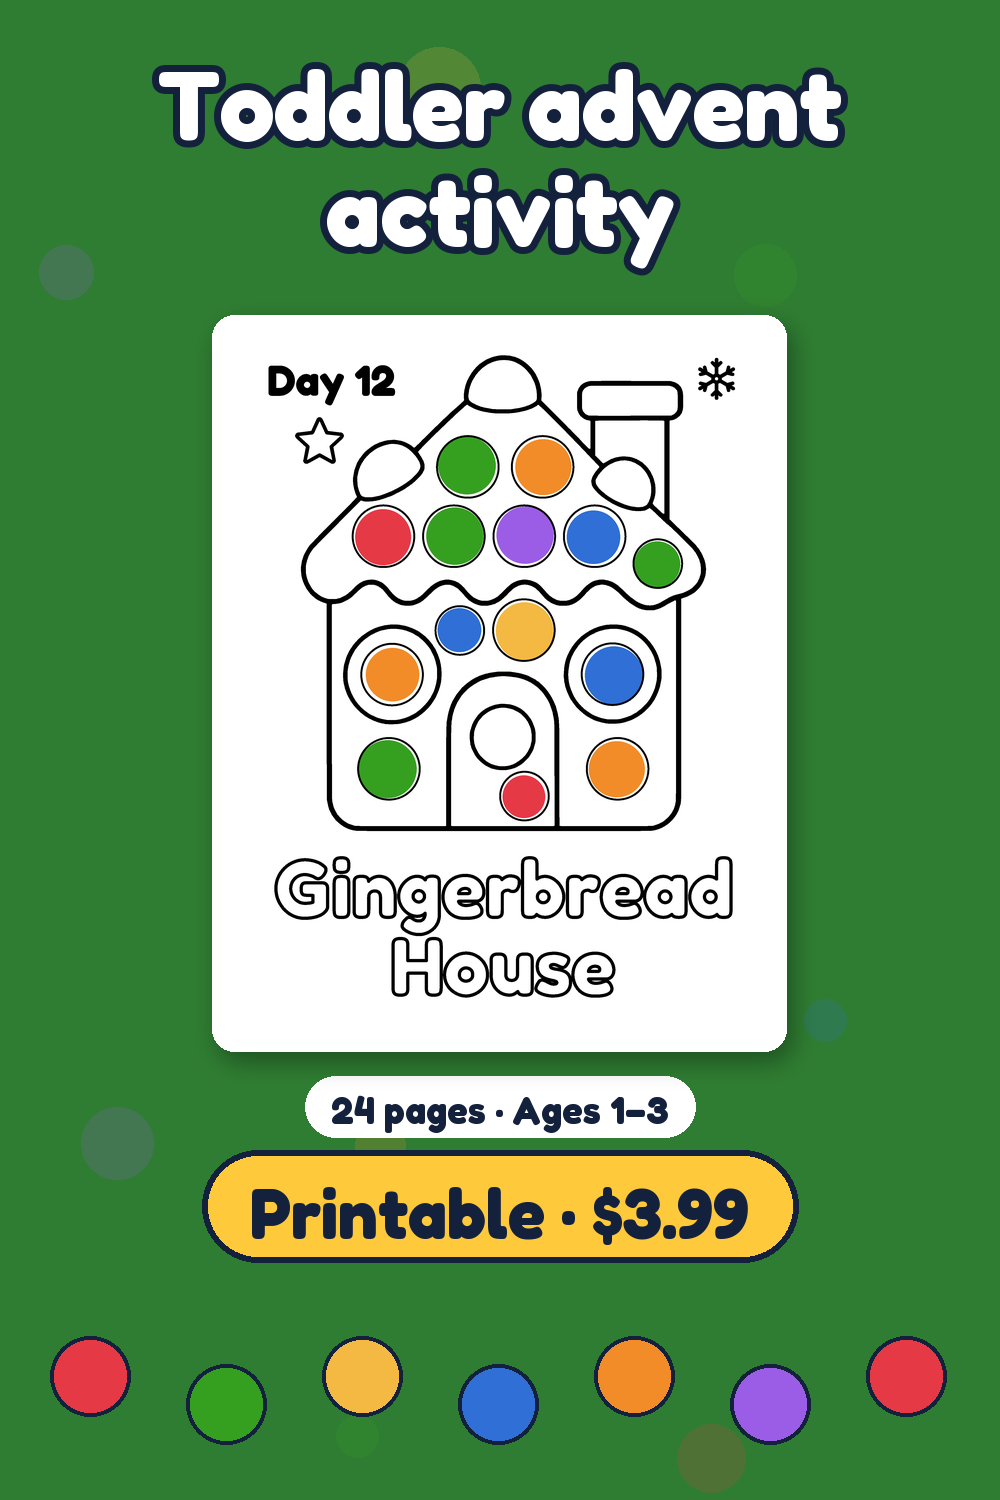 Toddler advent
activity
Day 12
Gingerbread
House
24 pages · Ages 1–3
Printable · $3.99